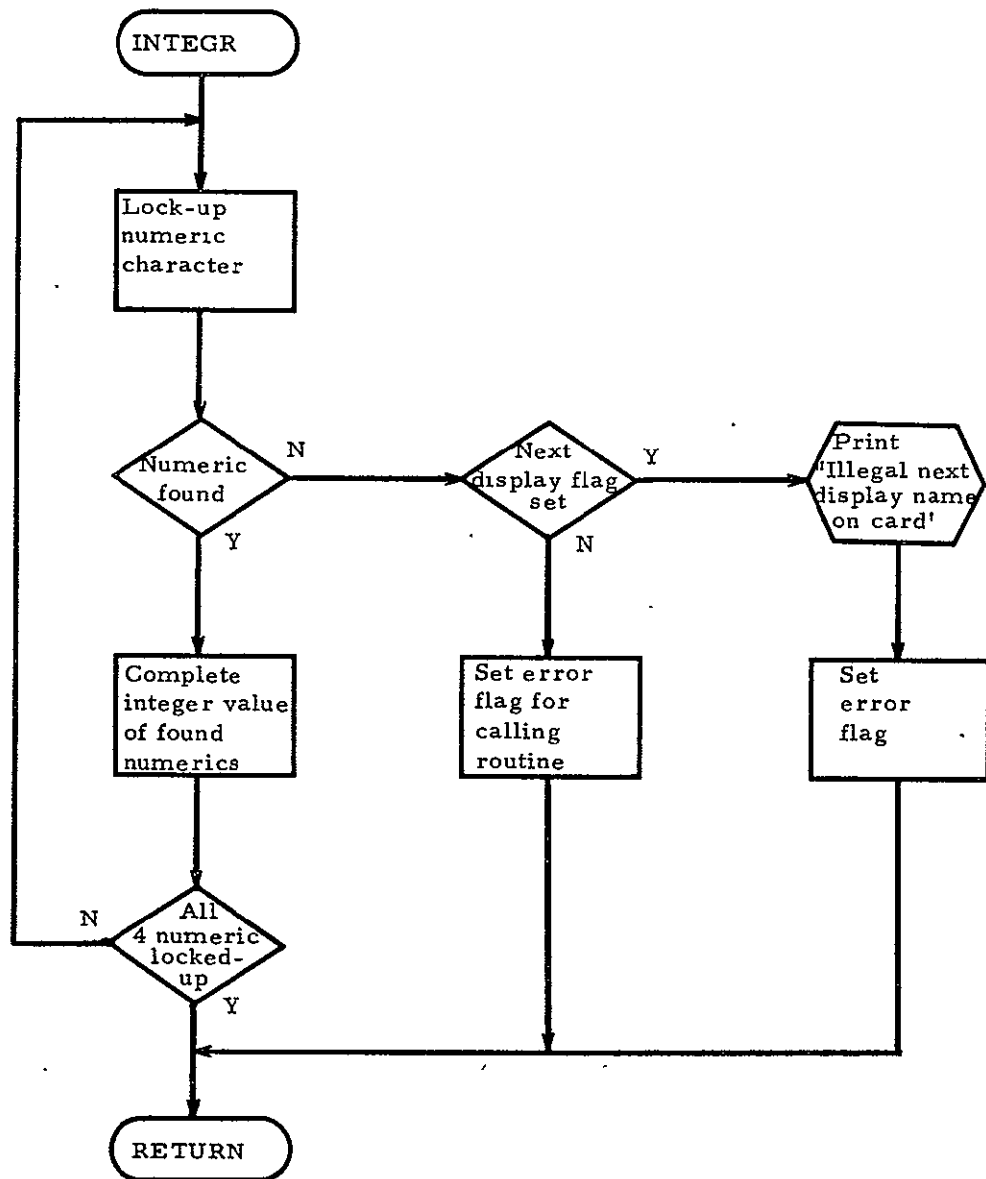 INTEGR
Lock-up
numeric
character
Numeric
found
N
Y
Next
display flag
set
Y
N
Print
'Illegal next
display name
on card'
Complete
integer value
of found
numerics
Set error
flag for
calling
routine
Set
error
flag
All
4 numeric
locked-
up
N
Y
RETURN